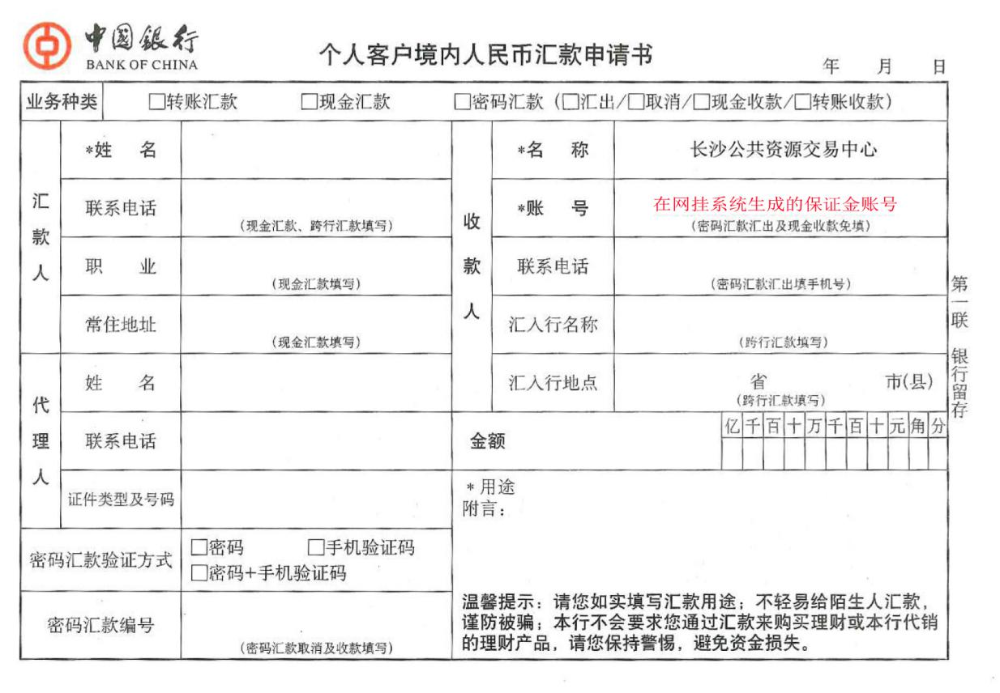 中國銀行
BANK OF CHINA
个人客户境内人民币汇款申请书
年 月 日
业务种类 □转账汇款 □现金汇款 □密码汇款（□汇出/□取消/□现金收款/□转账收款）
汇款人
*姓 名
联系电话
（现金汇款、跨行汇款填写）
职 业
（现金汇款填写）
常住地址
（现金汇款填写）
收款人
*名 称
长沙公共资源交易中心
*账 号
在网挂系统生成的保证金账号
（密码汇款汇出及现金收款免填）
联系电话
（密码汇款汇出填手机号）
汇入行名称
（跨行汇款填写）
汇入行地点
省 市(县)
（跨行汇款填写）
代理人
姓 名
联系电话
证件类型及号码
金额
亿 千 百 十 万 千 百 十 元 角 分
*用途
附言：
密码汇款验证方式
□密码 □手机验证码
□密码+手机验证码
密码汇款编号
（密码汇款取消及收款填写）
温馨提示：请您如实填写汇款用途；不轻易给陌生人汇款，
谨防被骗；本行不会要求您通过汇款来购买理财或本行代销
的理财产品，请您保持警惕，避免资金损失。
第一联 银行留存